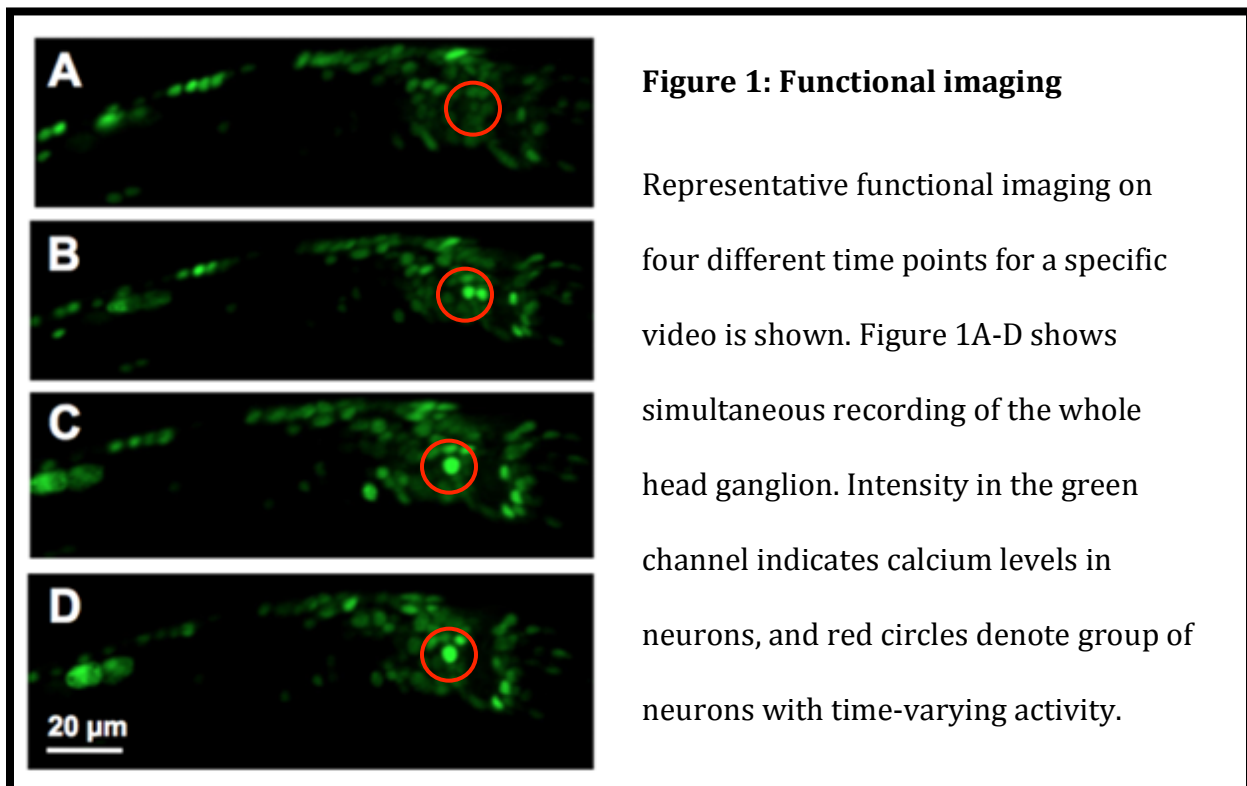 A
B
C
D
20 µm
Figure 1: Functional imaging
Representative functional imaging on
four different time points for a specific
video is shown. Figure 1A-D shows
simultaneous recording of the whole
head ganglion. Intensity in the green
channel indicates calcium levels in
neurons, and red circles denote group of
neurons with time-varying activity.